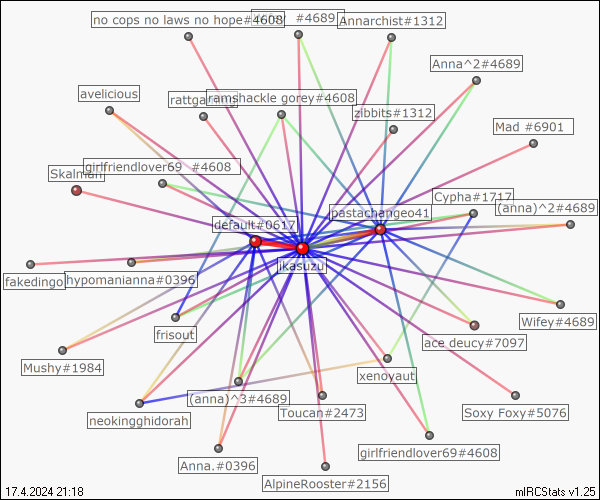 no cops no laws no hope#4608
#4689
Annarchist#1312
Anna^2#4689
avelicious
ramshackle gorey#4608
zibbits#1312
Mad #6901
Skalman
girlfriendlover69 #4608
Cypha#1717
(anna)^2#4689
pastachangeo41
default#0617
jkasuzu
fakedingo
hypomanianna#0396
Wifey#4689
frisout
ace deucy#7097
Mushy#1984
xenoyaut
(anna)^3#4689
Toucan#2473
Soxy Foxy#5076
neokingghidorah
girlfriendlover69#4608
Anna.#0396
AlpineRooster#2156
17.4.2024 21:18
mIRCStats v1.25